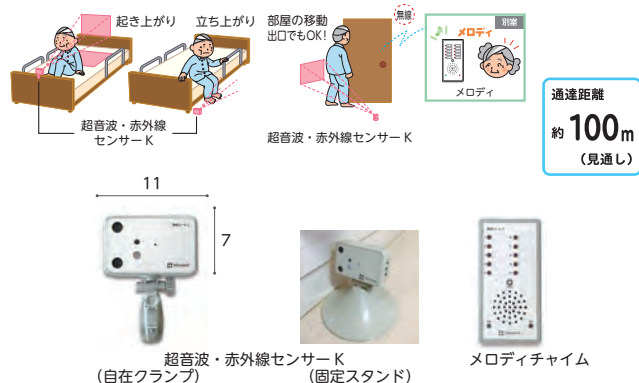 起き上がり
立ち上がり
超音波・赤外線
センサーK
部屋の移動
出口でもOK!
無線
超音波・赤外線センサーK
別室
メロディ
メロディ
通達距離
約100m
(見通し)
11
7
超音波・赤外線センサーK
(自在クランプ)
(固定スタンド)
メロディチャイム